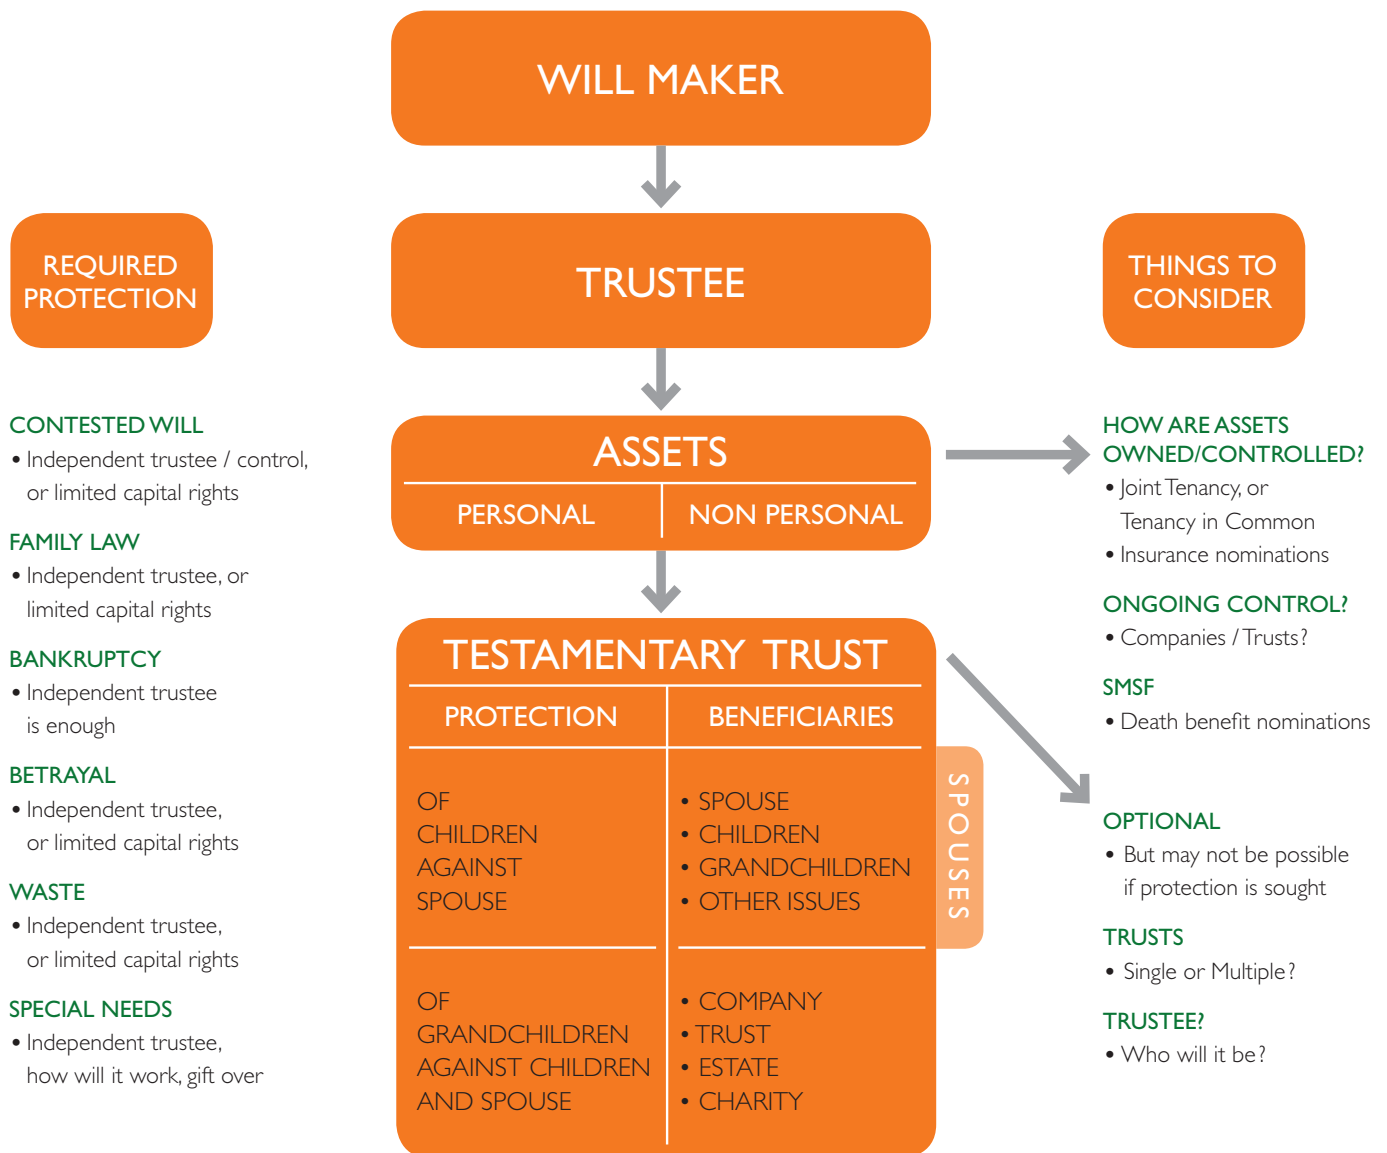 WILL MAKER
TRUSTEE
ASSETS
PERSONAL
NON PERSONAL
TESTAMENTARY TRUST
PROTECTION
BENEFICIARIES
OF
CHILDREN
AGAINST
SPOUSE
• SPOUSE
• CHILDREN
• GRANDCHILDREN
• OTHER ISSUES
SPOUSES
OF
GRANDCHILDREN
AGAINST CHILDREN
AND SPOUSE
• COMPANY
• TRUST
• ESTATE
• CHARITY
REQUIRED
PROTECTION
CONTESTED WILL
• Independent trustee / control,
or limited capital rights
FAMILY LAW
• Independent trustee, or
limited capital rights
BANKRUPTCY
• Independent trustee
is enough
BETRAYAL
• Independent trustee,
or limited capital rights
WASTE
• Independent trustee,
or limited capital rights
SPECIAL NEEDS
• Independent trustee,
how will it work, gift over
THINGS TO
CONSIDER
HOW ARE ASSETS
OWNED/CONTROLLED?
• Joint Tenancy, or
Tenancy in Common
• Insurance nominations
ONGOING CONTROL?
• Companies / Trusts?
SMSF
• Death benefit nominations
OPTIONAL
• But may not be possible
if protection is sought
TRUSTS
• Single or Multiple?
TRUSTEE?
• Who will it be?